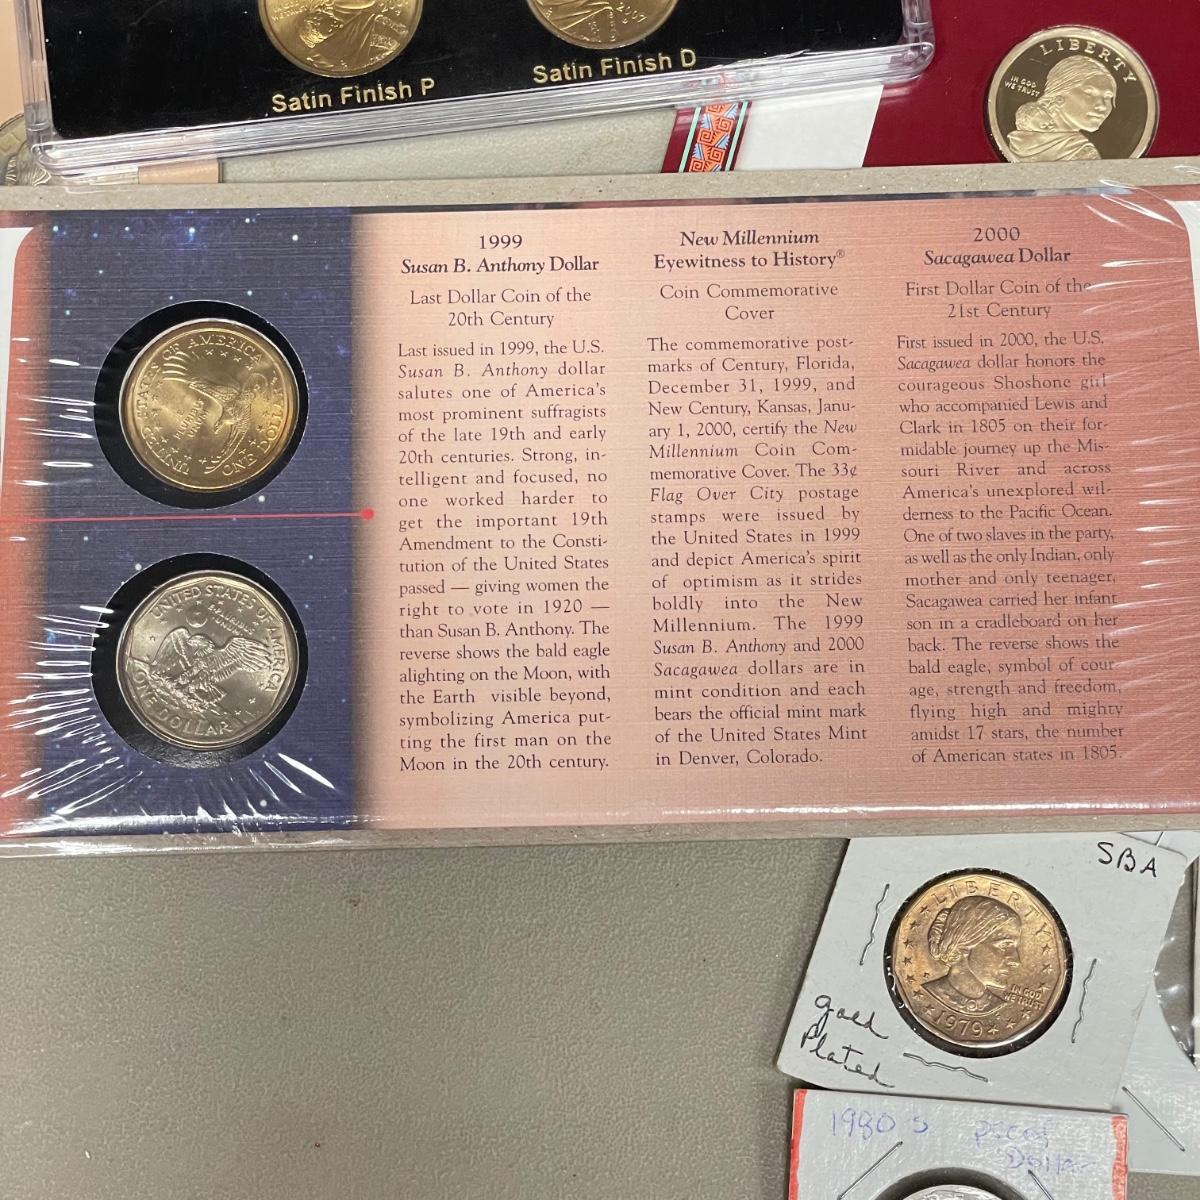 Satin Finish P
Satin Finish D
2007
LIBERTY
IN GOD
WE TRUST
1999
Susan B. Anthony Dollar
Last Dollar Coin of the
20th Century
Last issued in 1999, the U.S.
Susan B. Anthony dollar
salutes one of America's
most prominent suffragists
of the late 19th and early
20th centuries. Strong, in-
telligent and focused, no
one worked harder to
get the important 19th
Amendment to the Consti-
tution of the United States
passed — giving women the
right to vote in 1920 —
than Susan B. Anthony. The
reverse shows the bald eagle
alighting on the Moon, with
the Earth visible beyond,
symbolizing America put-
ting the first man on the
Moon in the 20th century.
New Millennium
Eyewitness to History®
Coin Commemorative
Cover
The commemorative post-
marks of Century, Florida,
December 31, 1999, and
New Century, Kansas, Janu-
ary 1, 2000, certify the New
Millennium Coin Com-
memorative Cover. The 33¢
Flag Over City postage
stamps were issued by
the United States in 1999
and depict America's spirit
of optimism as it strides
boldly into the New
Millennium. The 1999
Susan B. Anthony and 2000
Sacagawea dollars are in
mint condition and each
bears the official mint mark
of the United States Mint
in Denver, Colorado.
2000
Sacagawea Dollar
First Dollar Coin of the
21st Century
First issued in 2000, the U.S.
Sacagawea dollar honors the
courageous Shoshone girl
who accompanied Lewis and
Clark in 1805 on their for-
midable journey up the Mis-
souri River and across
America's unexplored wil-
derness to the Pacific Ocean.
One of two slaves in the party,
as well as the only Indian, only
mother and only teenager,
Sacagawea carried her infant
son in a cradleboard on her
back. The reverse shows the
bald eagle, symbol of cour-
age, strength and freedom,
flying high and mighty
amidst 17 stars, the number
of American states in 1805.
UNITED STATES OF AMERICA
E PLURIBUS
UNUM
ONE DOLLAR
UNITED STATES OF AMERICA
E PLURIBUS
UNUM
ONE DOLLAR
SBA
LIBERTY
IN GOD
WE TRUST
1979
Gold
Plated
1980 S Proof
Dollar